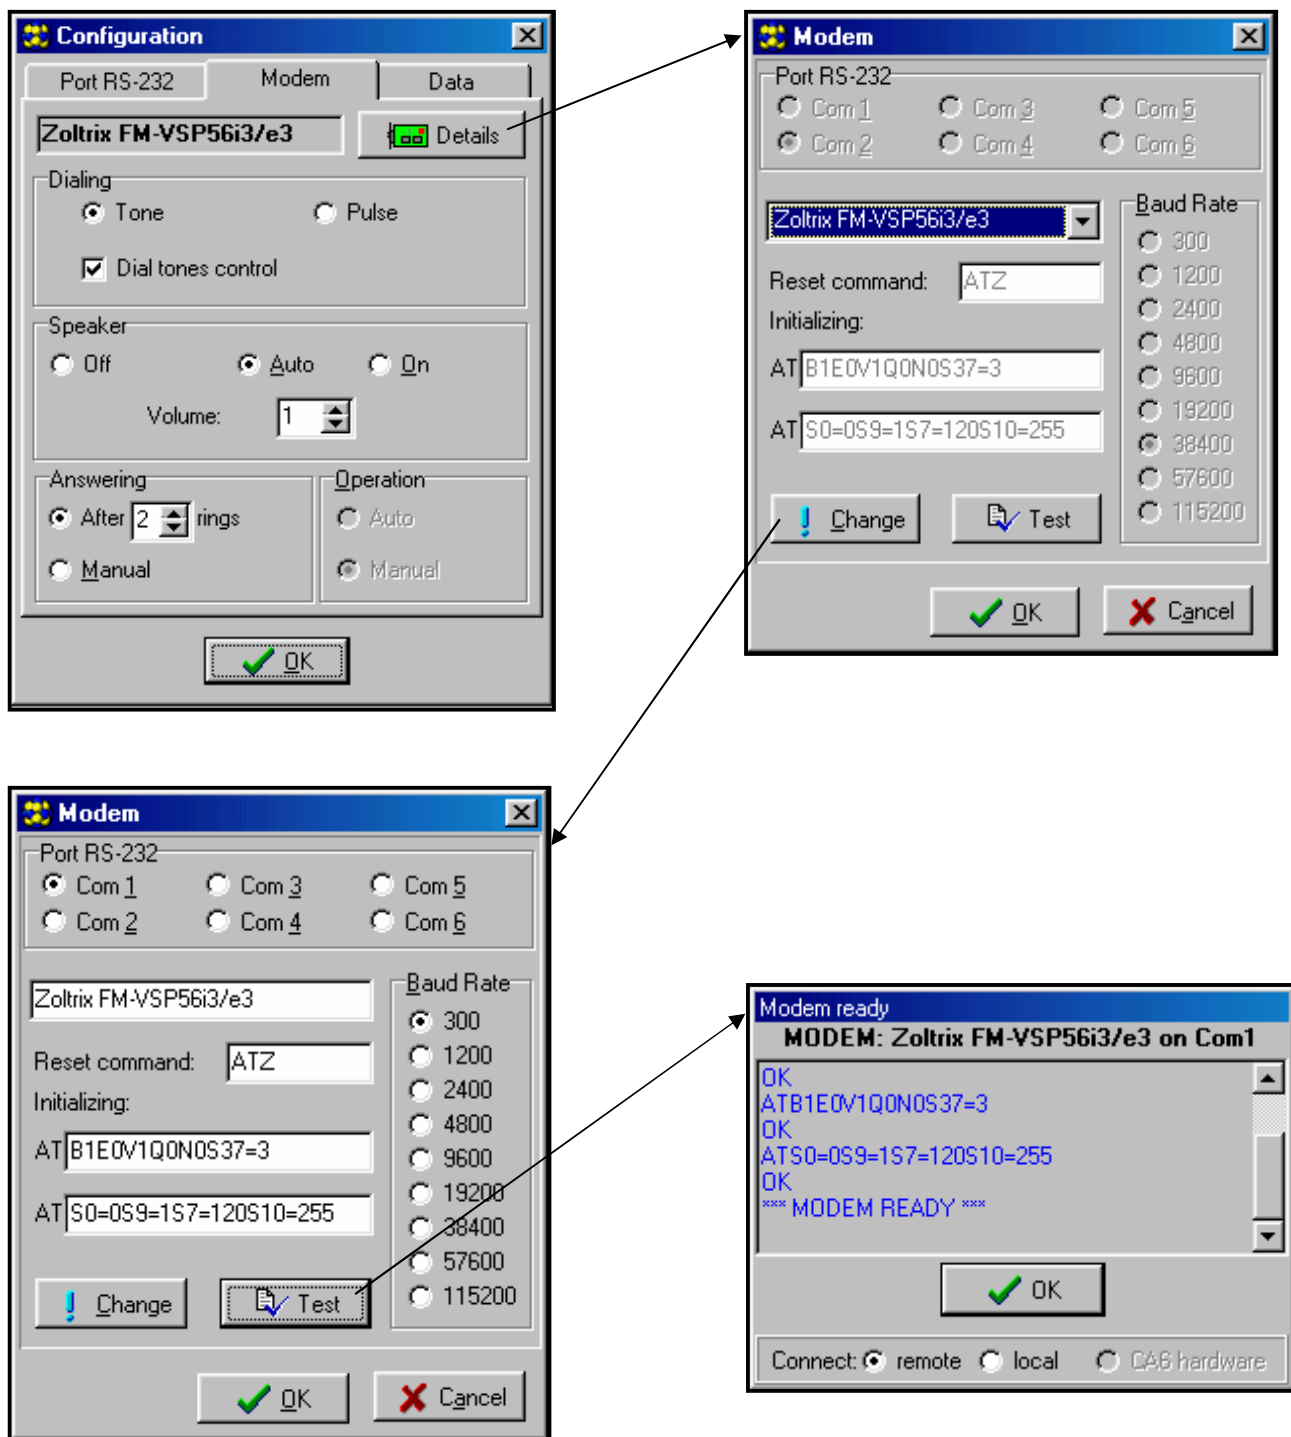 Configuration
Port RS-232 Modem Data
Zoltrix FM-VSP56i3/e3 Details
Dialing
Tone Pulse
Dial tones control
Speaker
Off Auto On
Volume: 1
Answering Operation
After 2 rings Auto
Manual Manual
OK
Modem
Port RS-232
Com 1 Com 3 Com 5
Com 2 Com 4 Com 6
Zoltrix FM-VSP56i3/e3
Baud Rate
300
Reset command: ATZ
1200
2400
Initializing:
4800
AT B1E0V1Q0N0S37=3
9600
19200
AT S0=0S9=1S7=120S10=255
38400
57600
Change Test
115200
OK Cancel
Modem
Port RS-232
Com 1 Com 3 Com 5
Com 2 Com 4 Com 6
Zoltrix FM-VSP56i3/e3
Baud Rate
300
Reset command: ATZ
1200
2400
Initializing:
4800
AT B1E0V1Q0N0S37=3
9600
19200
AT S0=0S9=1S7=120S10=255
38400
57600
Change Test
115200
OK Cancel
Modem ready
MODEM: Zoltrix FM-VSP56i3/e3 on Com1
OK
ATB1E0V1Q0N0S37=3
OK
ATS0=0S9=1S7=120S10=255
OK
*** MODEM READY ***
OK
Connect: remote local CA6 hardware